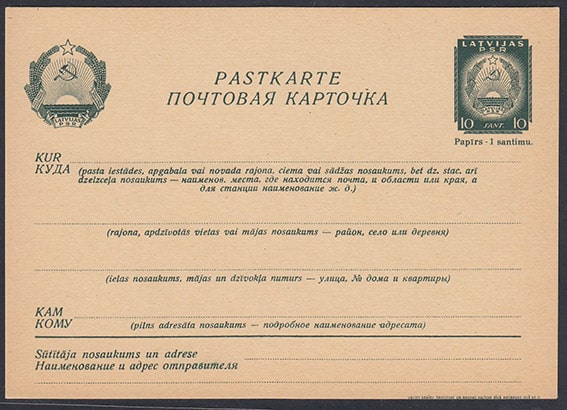 LATVIJAS
PSR
LATVIJAS
PSR
10 SANT. 10
Papīrs - 1 santimu.
PASTKARTE
ПОЧТОВАЯ КАРТОЧКА
KUR
КУДА (pasta iestādes, apgabala vai novada rajona, ciema vai sādžas nosaukums, bet dz. stac. arī
dzelzceļa nosaukums — наименов. места, где находится почта, и области или края, а
для станции наименование ж. д.)
(rajona, apdzīvotās vietas vai mājas nosaukums — район, село или деревня)
(ielas nosaukums, mājas un dzīvokļa numurs — улица, № дома и квартиры)
KAM
КОМУ (pilns adresāta nosaukums — подробное наименование адресата)
Sūtītāja nosaukums un adrese
Наименование и адрес отправителя